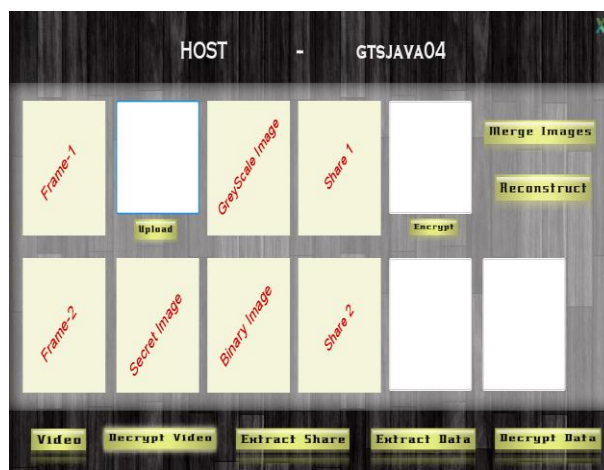 HOST - GTSJAVA04
Frame-1
GreyScale Image
Share 1
Merge Images
Reconstruct
Upload
Encrypt
Frame-2
Secret Image
Binary Image
Share 2
Video
Decrypt Video
Extract Share
Extract Data
Decrypt Data